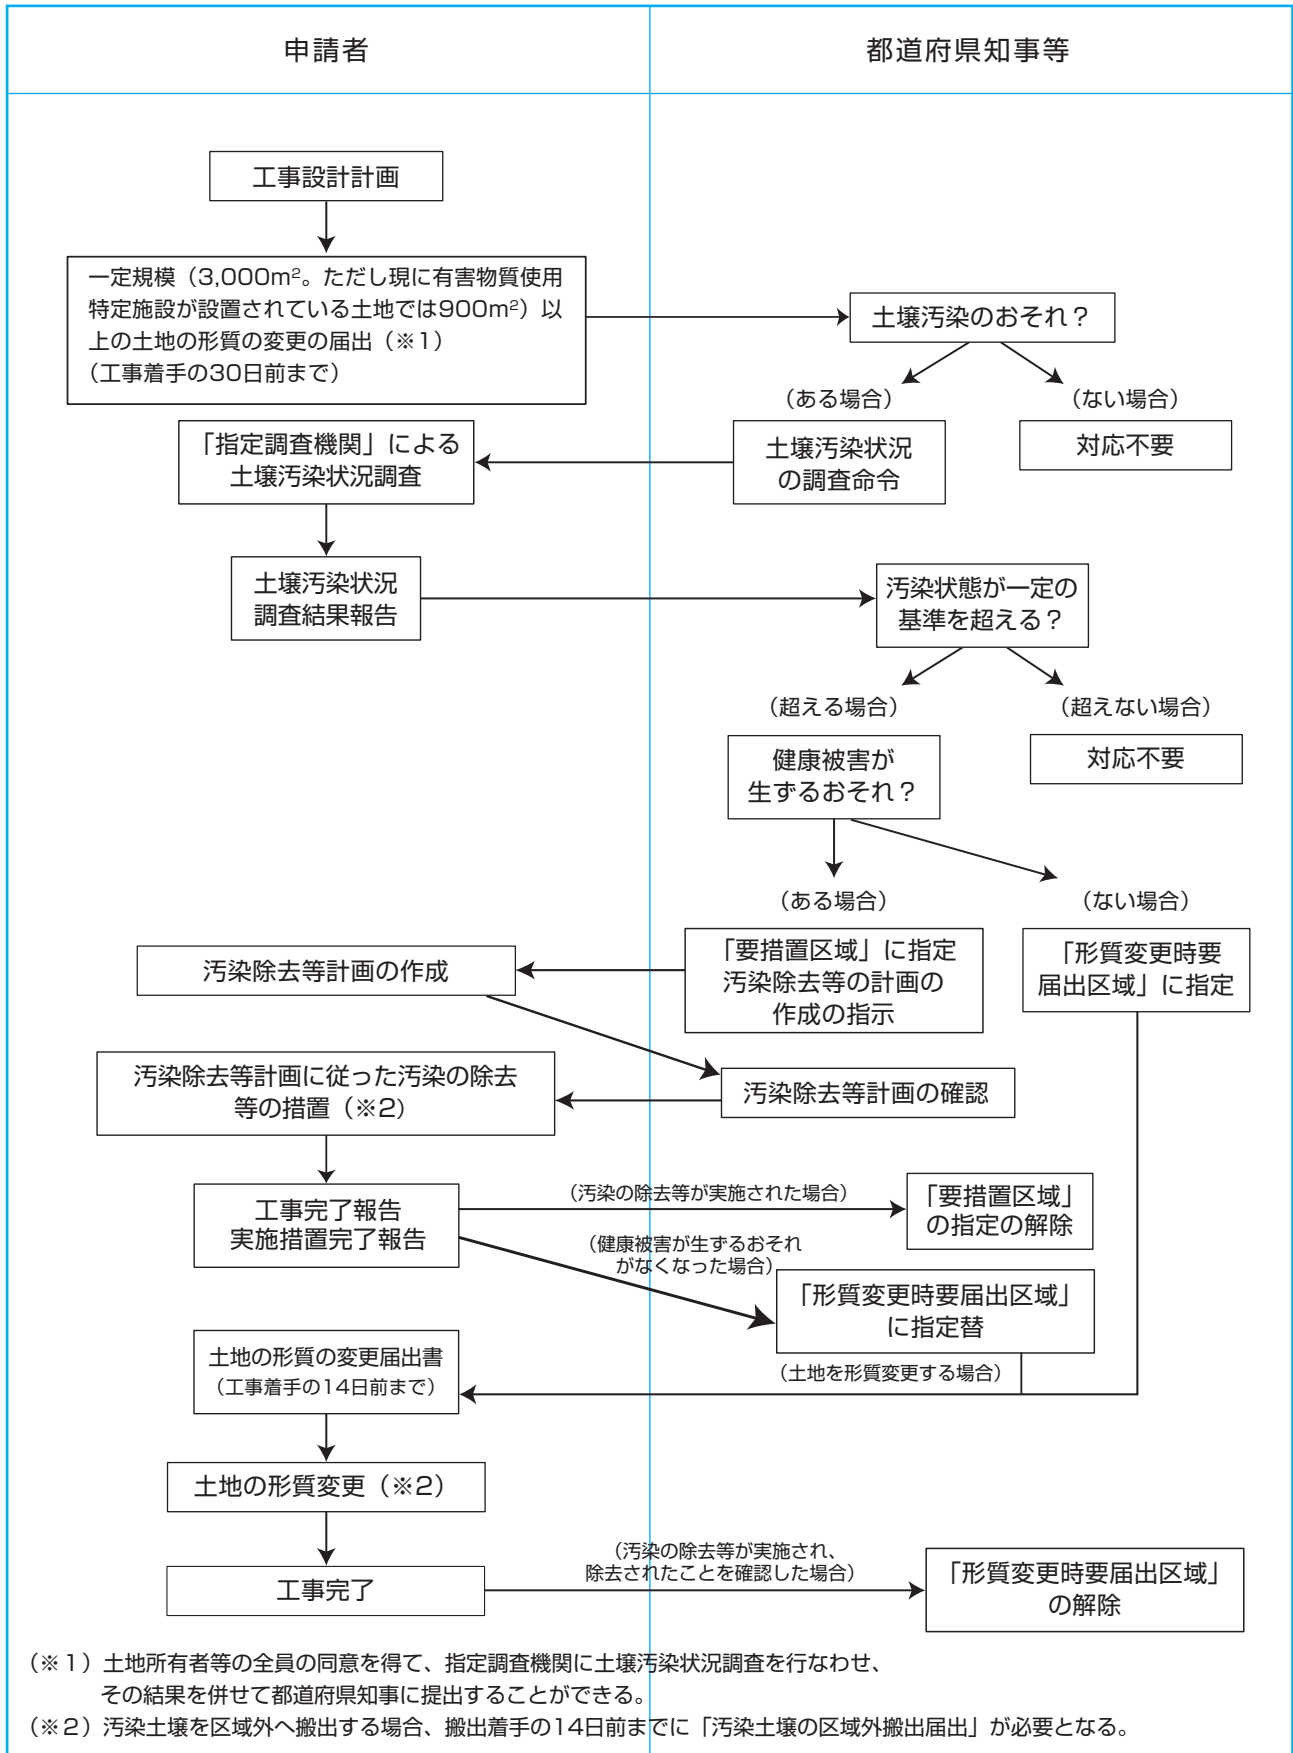 申請者
都道府県知事等
工事設計計画
一定規模（3,000m²。ただし現に有害物質使用
特定施設が設置されている土地では900m²）以
上の土地の形質の変更の届出（※1）
（工事着手の30日前まで）
土壌汚染のおそれ？
（ある場合）
（ない場合）
土壌汚染状況
の調査命令
対応不要
「指定調査機関」による
土壌汚染状況調査
土壌汚染状況
調査結果報告
汚染状態が一定の
基準を超える？
（超える場合）
（超えない場合）
健康被害が
生ずるおそれ？
対応不要
（ある場合）
（ない場合）
「要措置区域」に指定
汚染除去等の計画の
作成の指示
「形質変更時要
届出区域」に指定
汚染除去等計画の作成
汚染除去等計画の確認
汚染除去等計画に従った汚染の除去
等の措置（※2）
工事完了報告
実施措置完了報告
（汚染の除去等が実施された場合）
「要措置区域」
の指定の解除
（健康被害が生ずるおそれ
がなくなった場合）
「形質変更時要届出区域」
に指定替
（土地を形質変更する場合）
土地の形質の変更届出書
（工事着手の14日前まで）
土地の形質変更（※2）
工事完了
（汚染の除去等が実施され、
除去されたことを確認した場合）
「形質変更時要届出区域」
の解除
（※１）土地所有者等の全員の同意を得て、指定調査機関に土壌汚染状況調査を行なわせ、
その結果を併せて都道府県知事に提出することができる。
（※２）汚染土壌を区域外へ搬出する場合、搬出着手の14日前までに「汚染土壌の区域外搬出届出」が必要となる。